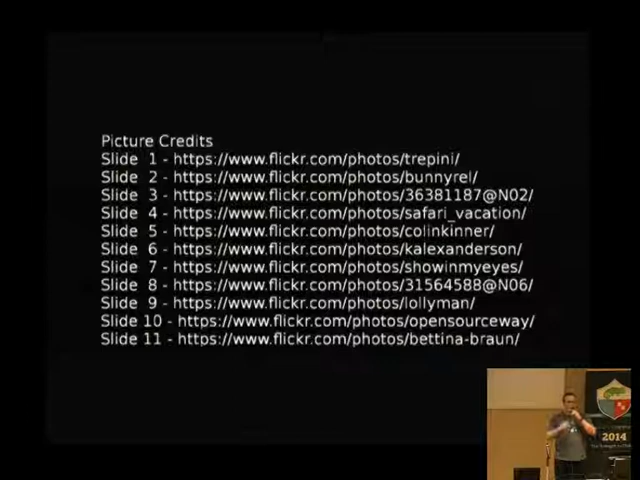 Picture Credits
Slide 1 - https://www.flickr.com/photos/trepini/
Slide 2 - https://www.flickr.com/photos/bunnyrel/
Slide 3 - https://www.flickr.com/photos/36381187@N02/
Slide 4 - https://www.flickr.com/photos/safari_vacation/
Slide 5 - https://www.flickr.com/photos/colinkinner/
Slide 6 - https://www.flickr.com/photos/kalexanderson/
Slide 7 - https://www.flickr.com/photos/showinmyeyes/
Slide 8 - https://www.flickr.com/photos/31564588@N06/
Slide 9 - https://www.flickr.com/photos/lollyman/
Slide 10 - https://www.flickr.com/photos/opensourceway/
Slide 11 - https://www.flickr.com/photos/bettina-braun/
2014